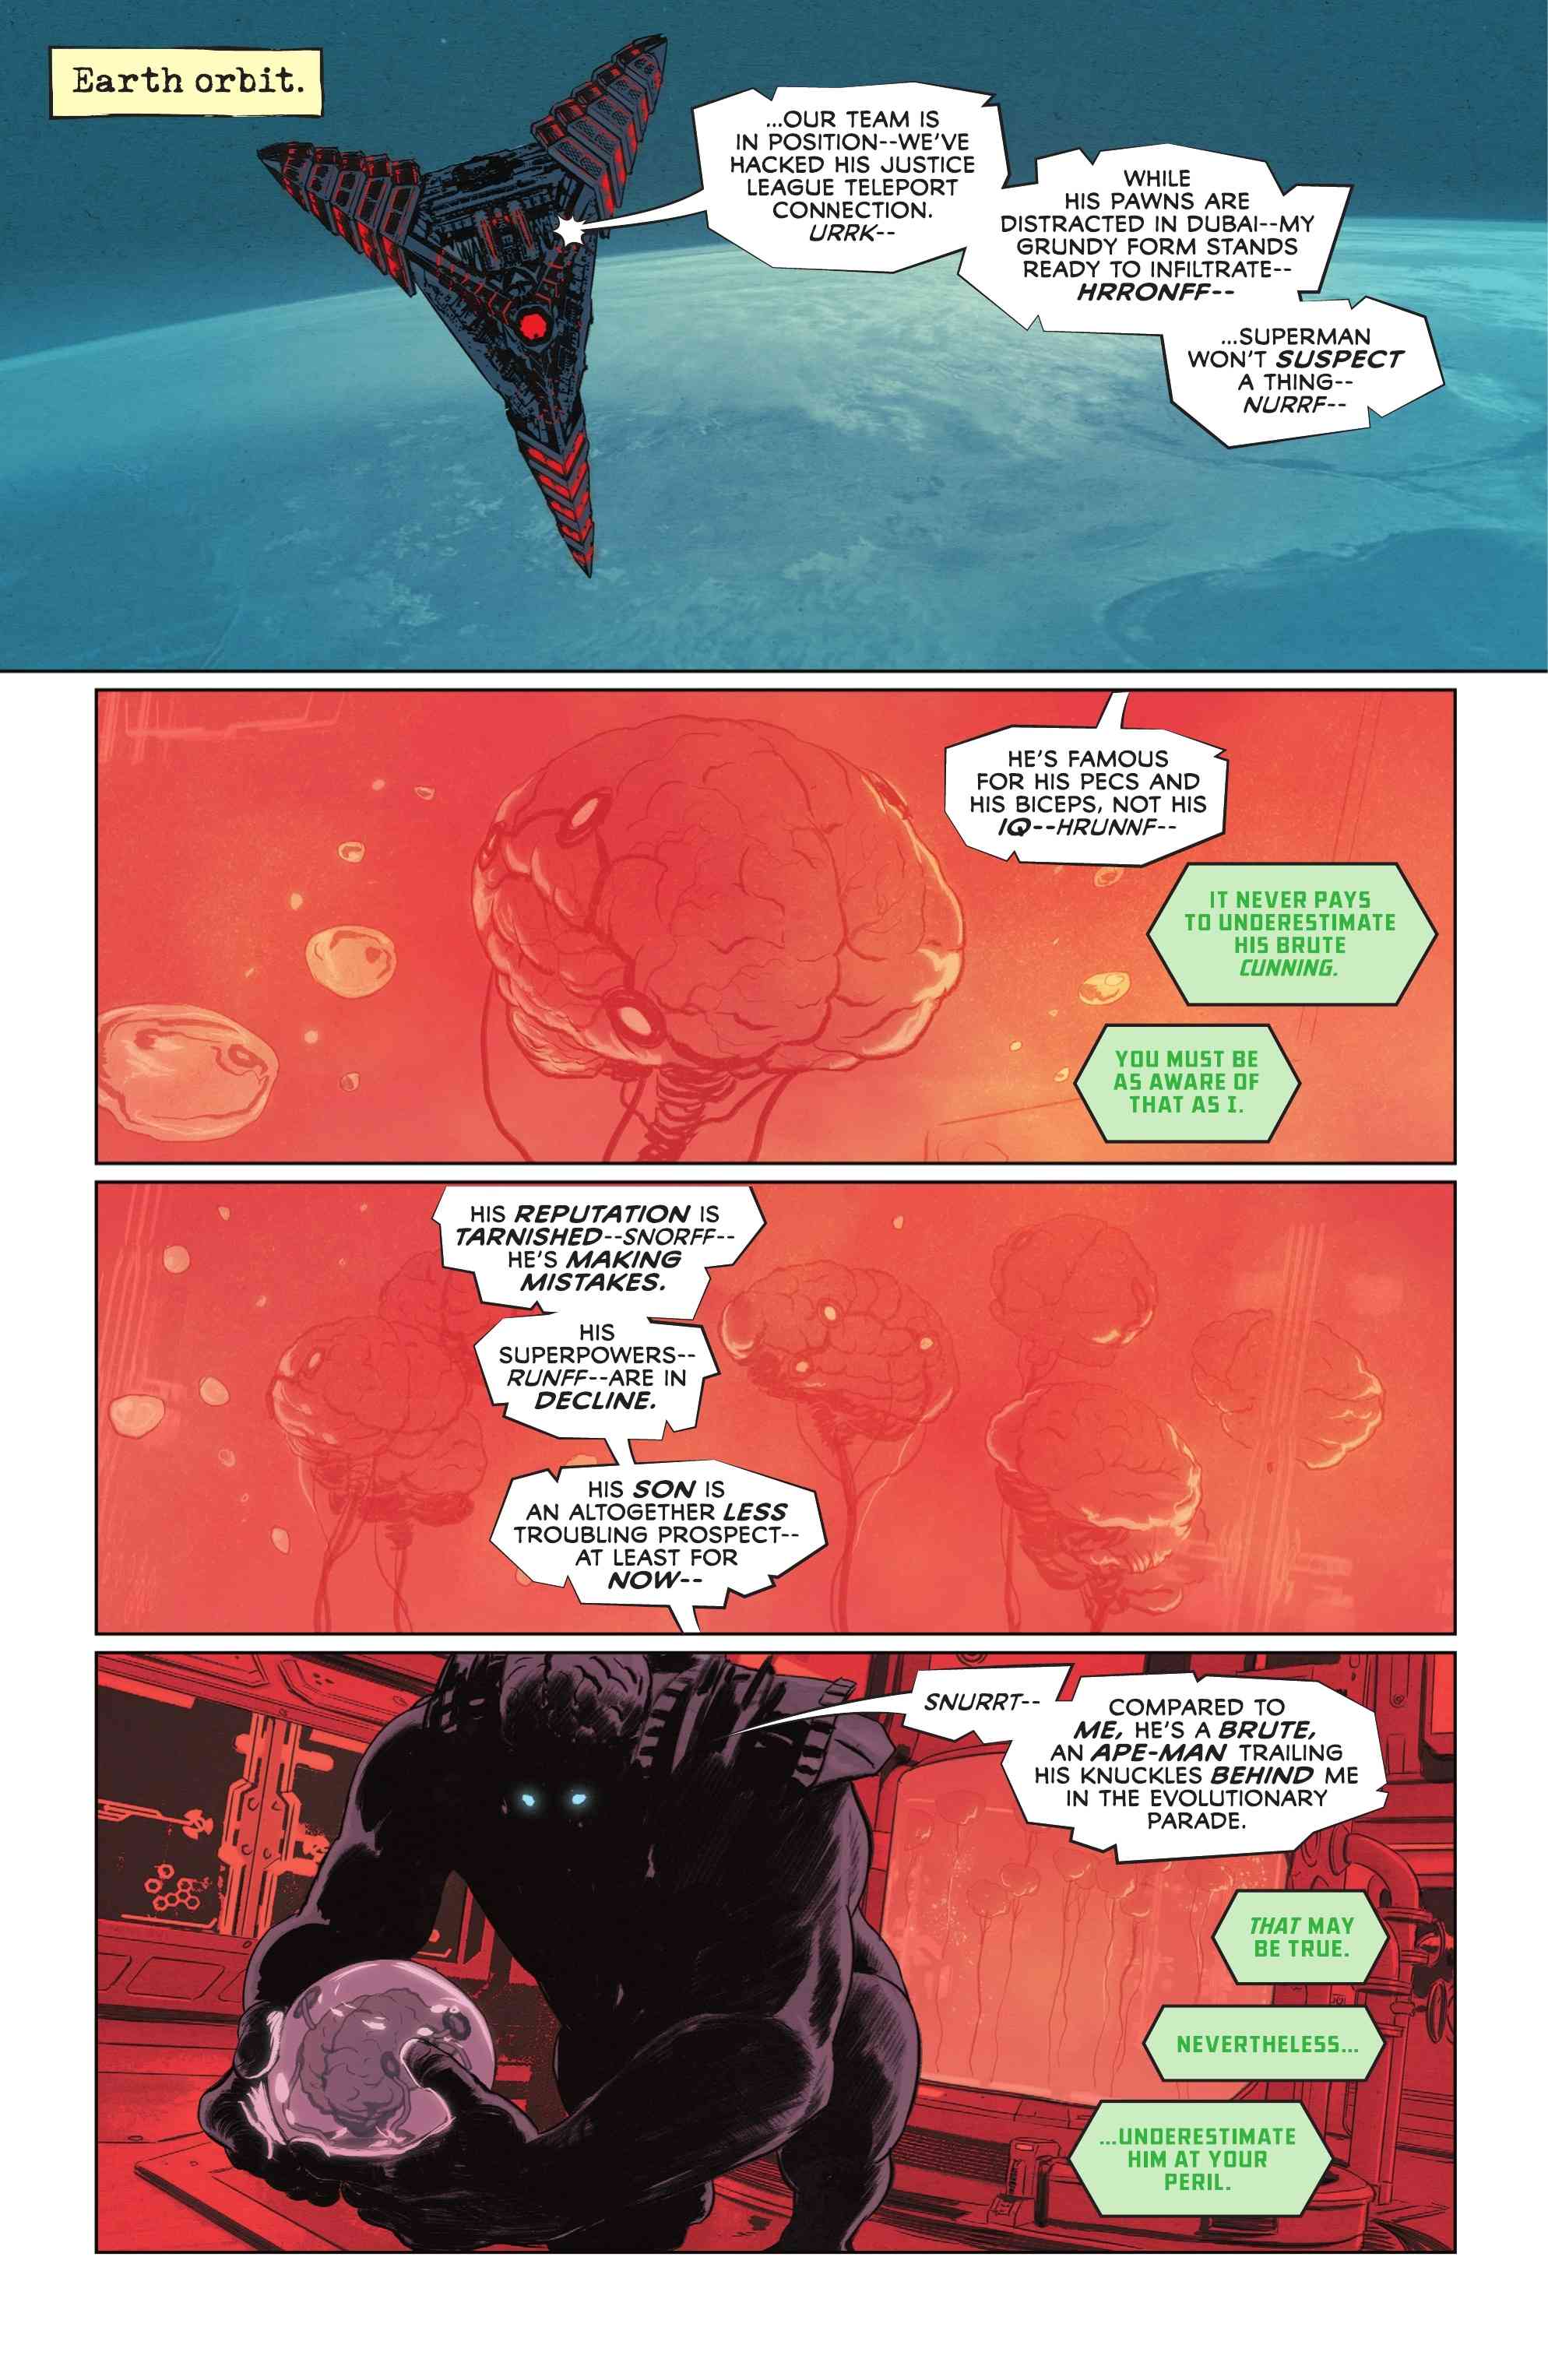 Earth orbit.
...OUR TEAM IS
IN POSITION--WE'VE
HACKED HIS JUSTICE
LEAGUE TELEPORT
CONNECTION.
URRK--
WHILE
HIS PAWNS ARE
DISTRACTED IN DUBAI--MY
GRUNDY FORM STANDS
READY TO INFILTRATE--
HRRONFF--
...SUPERMAN
WON'T SUSPECT
A THING--
NURRF--
HE'S FAMOUS
FOR HIS PECS AND
HIS BICEPS, NOT HIS
IQ--HRUNNF--
IT NEVER PAYS
TO UNDERESTIMATE
HIS BRUTE
CUNNING.
YOU MUST BE
AS AWARE OF
THAT AS I.
HIS REPUTATION IS
TARNISHED--SNORFF--
HE'S MAKING
MISTAKES.
HIS
SUPERPOWERS--
RUNFF--ARE IN
DECLINE.
HIS SON IS
AN ALTOGETHER LESS
TROUBLING PROSPECT--
AT LEAST FOR
NOW--
SNURRT--
COMPARED TO
ME, HE'S A BRUTE,
AN APE-MAN TRAILING
HIS KNUCKLES BEHIND ME
IN THE EVOLUTIONARY
PARADE.
THAT MAY
BE TRUE.
NEVERTHELESS...
...UNDERESTIMATE
HIM AT YOUR
PERIL.